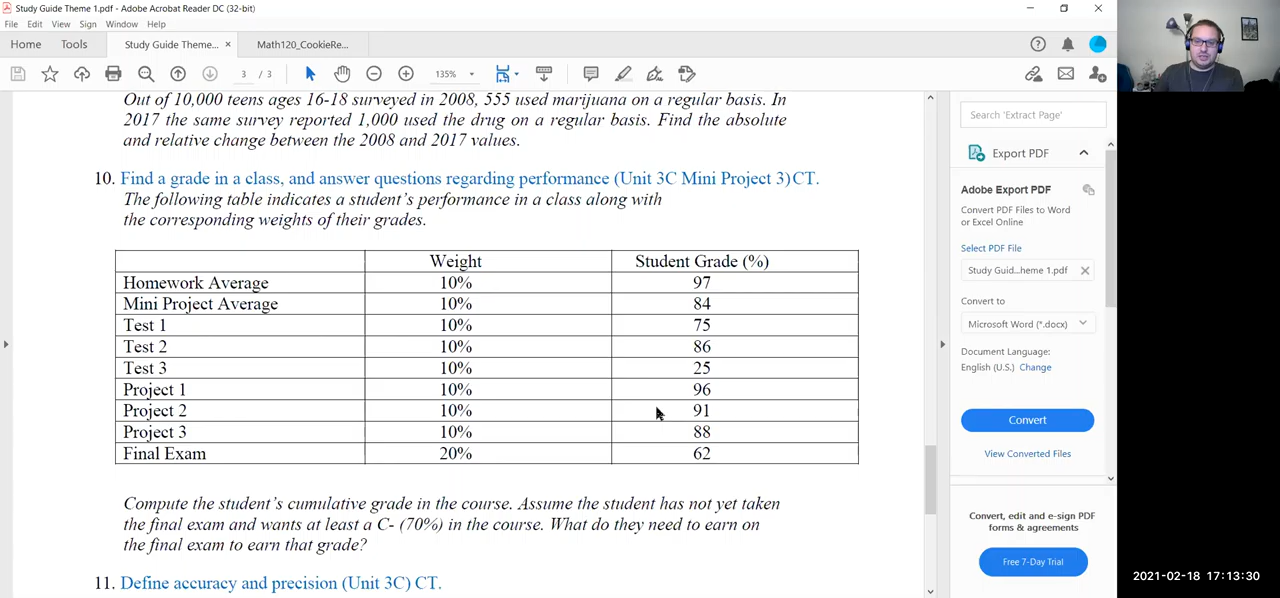 Study Guide Theme 1.pdf - Adobe Acrobat Reader DC (32-bit)
File Edit View Sign Window Help
Home Tools Study Guide Theme... × Math120_CookieRe...
3 / 3 135%
Out of 10,000 teens ages 16-18 surveyed in 2008, 555 used marijuana on a regular basis. In
2017 the same survey reported 1,000 used the drug on a regular basis. Find the absolute
and relative change between the 2008 and 2017 values.
10. Find a grade in a class, and answer questions regarding performance (Unit 3C Mini Project 3)CT.
The following table indicates a student's performance in a class along with
the corresponding weights of their grades.
Weight Student Grade (%)
Homework Average 10% 97
Mini Project Average 10% 84
Test 1 10% 75
Test 2 10% 86
Test 3 10% 25
Project 1 10% 96
Project 2 10% 91
Project 3 10% 88
Final Exam 20% 62
Compute the student's cumulative grade in the course. Assume the student has not yet taken
the final exam and wants at least a C- (70%) in the course. What do they need to earn on
the final exam to earn that grade?
11. Define accuracy and precision (Unit 3C) CT.
Search 'Extract Page'
Export PDF
Adobe Export PDF
Convert PDF Files to Word
or Excel Online
Select PDF File
Study Guid...heme 1.pdf ×
Convert to
Microsoft Word (*.docx)
Document Language:
English (U.S.) Change
Convert
View Converted Files
Convert, edit and e-sign PDF
forms & agreements
Free 7-Day Trial
2021-02-18 17:13:30